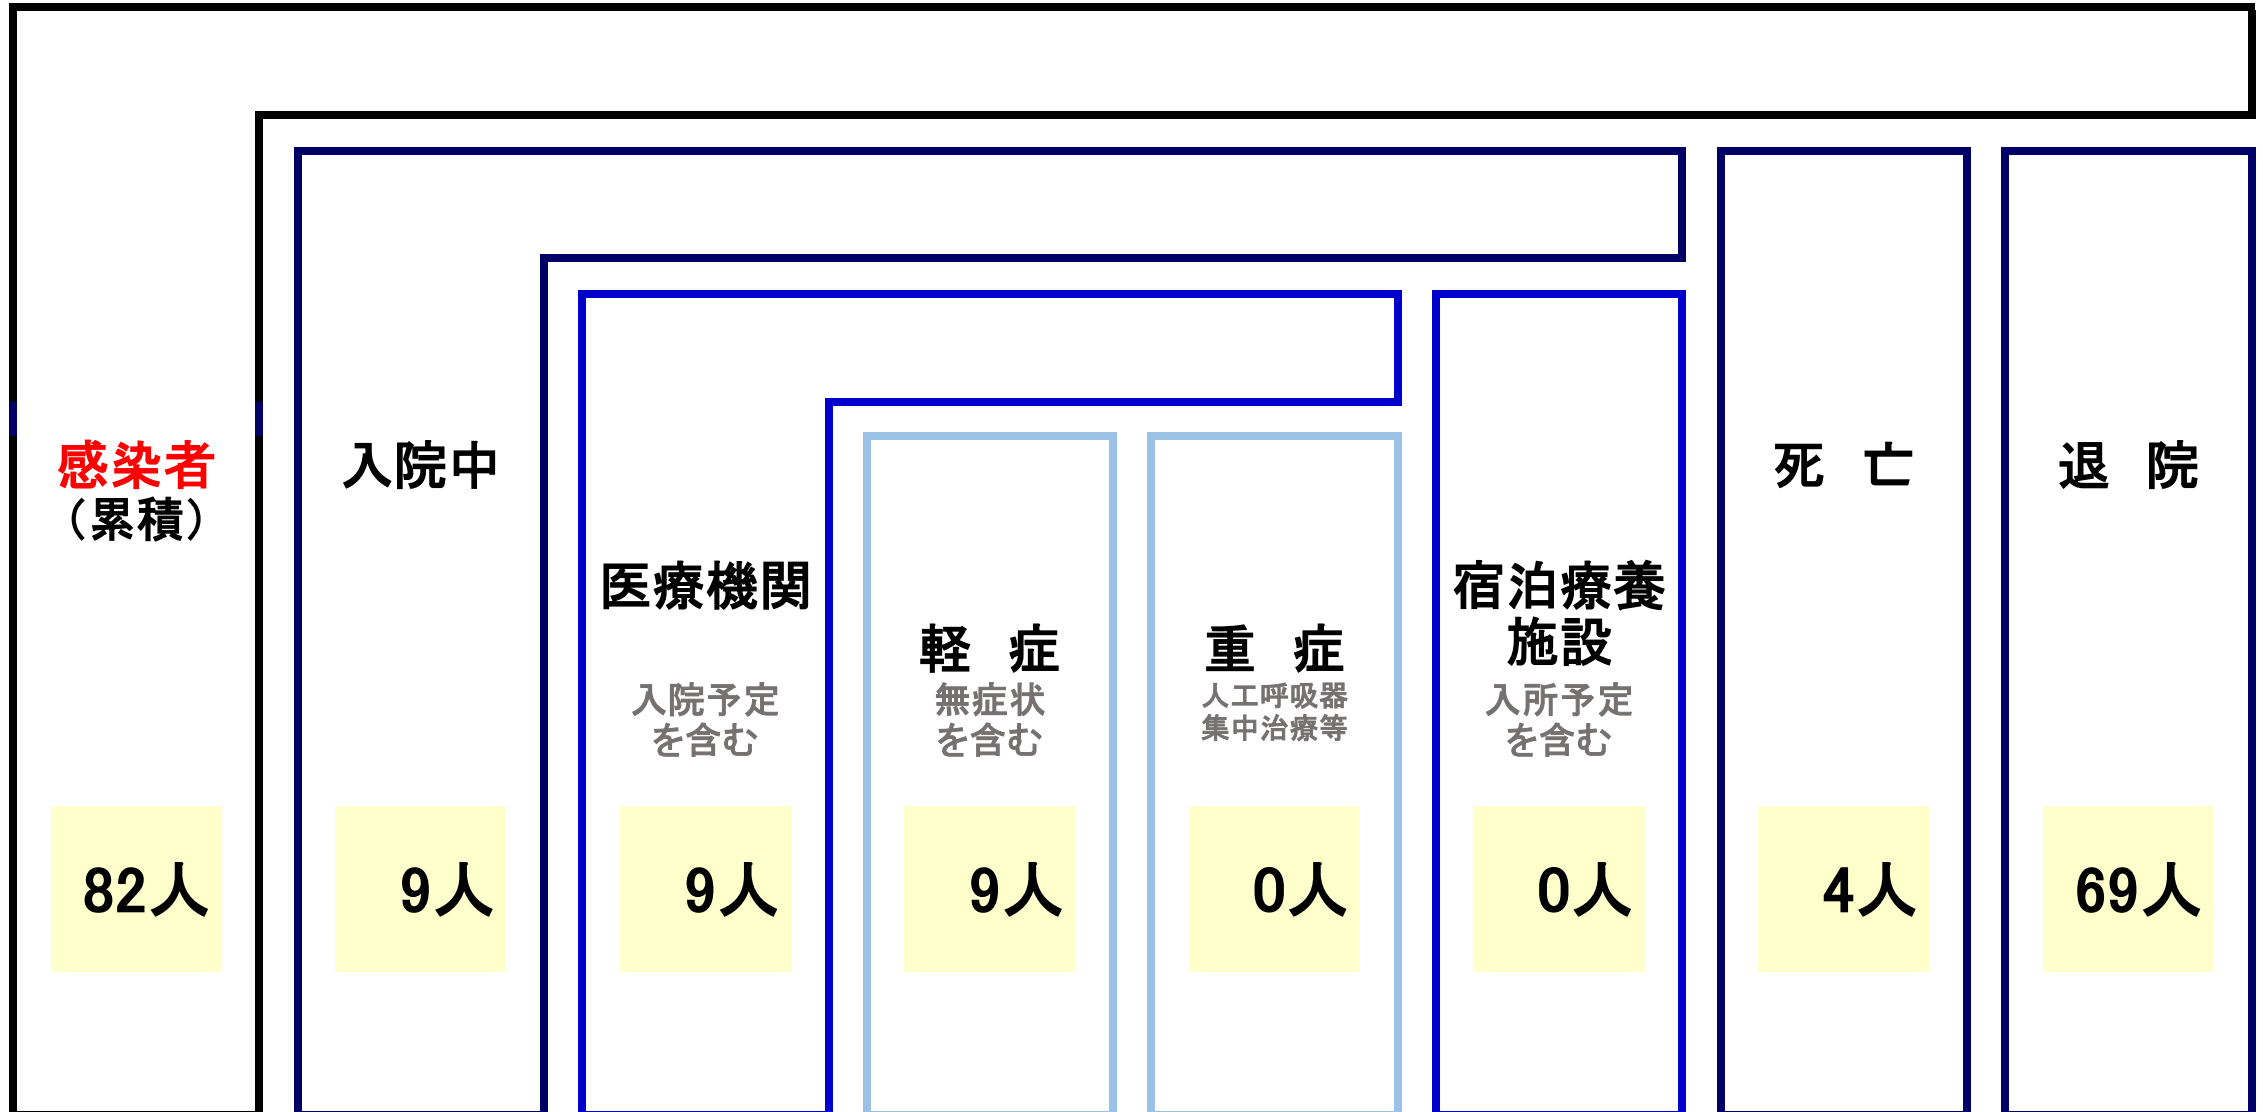 感染者
（累積）
82人
入院中
9人
医療機関
入院予定
を含む
9人
軽　症
無症状
を含む
9人
重　症
人工呼吸器
集中治療等
0人
宿泊療養
施設
入所予定
を含む
0人
死　亡
4人
退　院
69人